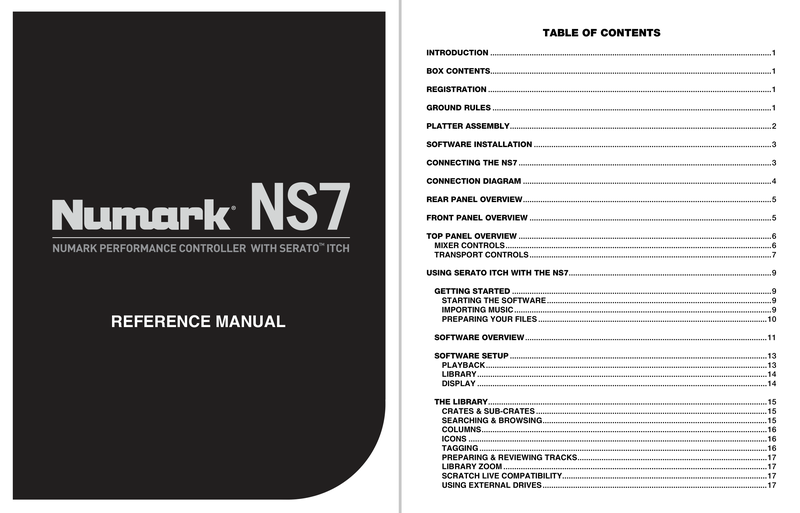 Numark® NS7
NUMARK PERFORMANCE CONTROLLER WITH SERATO™ ITCH
REFERENCE MANUAL
TABLE OF CONTENTS
INTRODUCTION ........ 1
BOX CONTENTS ........ 1
REGISTRATION ........ 1
GROUND RULES ........ 1
PLATTER ASSEMBLY ........ 2
SOFTWARE INSTALLATION ........ 3
CONNECTING THE NS7 ........ 3
CONNECTION DIAGRAM ........ 4
REAR PANEL OVERVIEW ........ 5
FRONT PANEL OVERVIEW ........ 5
TOP PANEL OVERVIEW ........ 6
MIXER CONTROLS ........ 6
TRANSPORT CONTROLS ........ 7
USING SERATO ITCH WITH THE NS7 ........ 9
GETTING STARTED ........ 9
STARTING THE SOFTWARE ........ 9
IMPORTING MUSIC ........ 9
PREPARING YOUR FILES ........ 10
SOFTWARE OVERVIEW ........ 11
SOFTWARE SETUP ........ 13
PLAYBACK ........ 13
LIBRARY ........ 14
DISPLAY ........ 14
THE LIBRARY ........ 15
CRATES & SUB-CRATES ........ 15
SEARCHING & BROWSING ........ 15
COLUMNS ........ 16
ICONS ........ 16
TAGGING ........ 16
PREPARING & REVIEWING TRACKS ........ 17
LIBRARY ZOOM ........ 17
SCRATCH LIVE COMPATIBILITY ........ 17
USING EXTERNAL DRIVES ........ 17